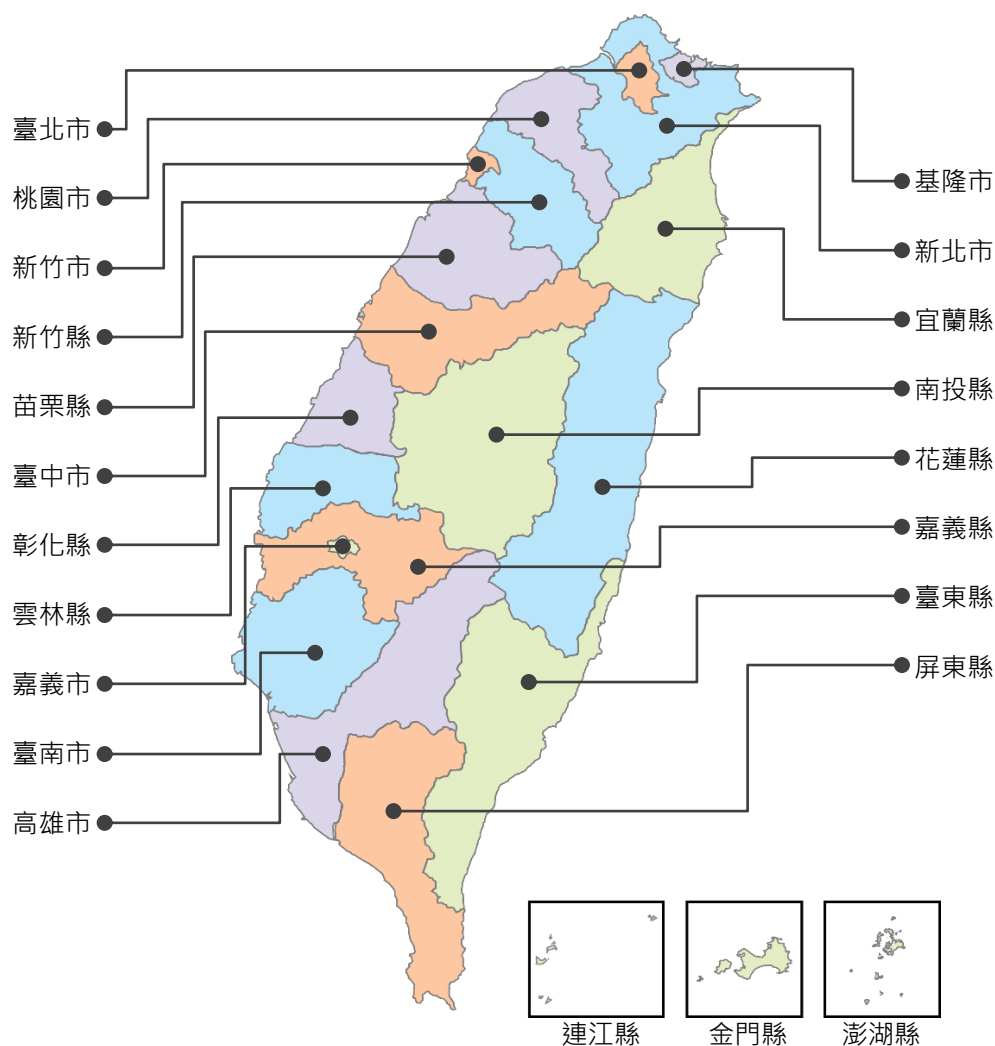 臺北市
桃園市
新竹市
新竹縣
苗栗縣
臺中市
彰化縣
雲林縣
嘉義市
臺南市
高雄市
基隆市
新北市
宜蘭縣
南投縣
花蓮縣
嘉義縣
臺東縣
屏東縣
連江縣
金門縣
澎湖縣